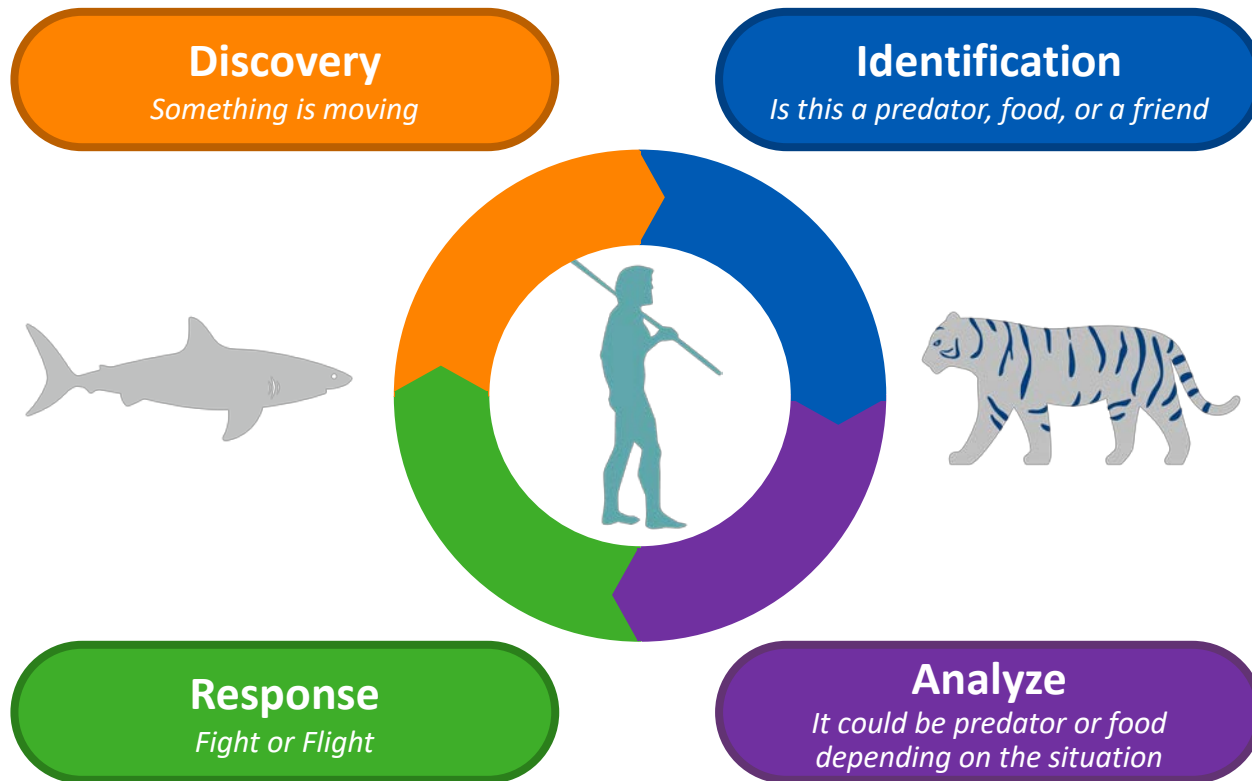 Discovery
Something is moving
Identification
Is this a predator, food, or a friend
Response
Fight or Flight
Analyze
It could be predator or food
depending on the situation